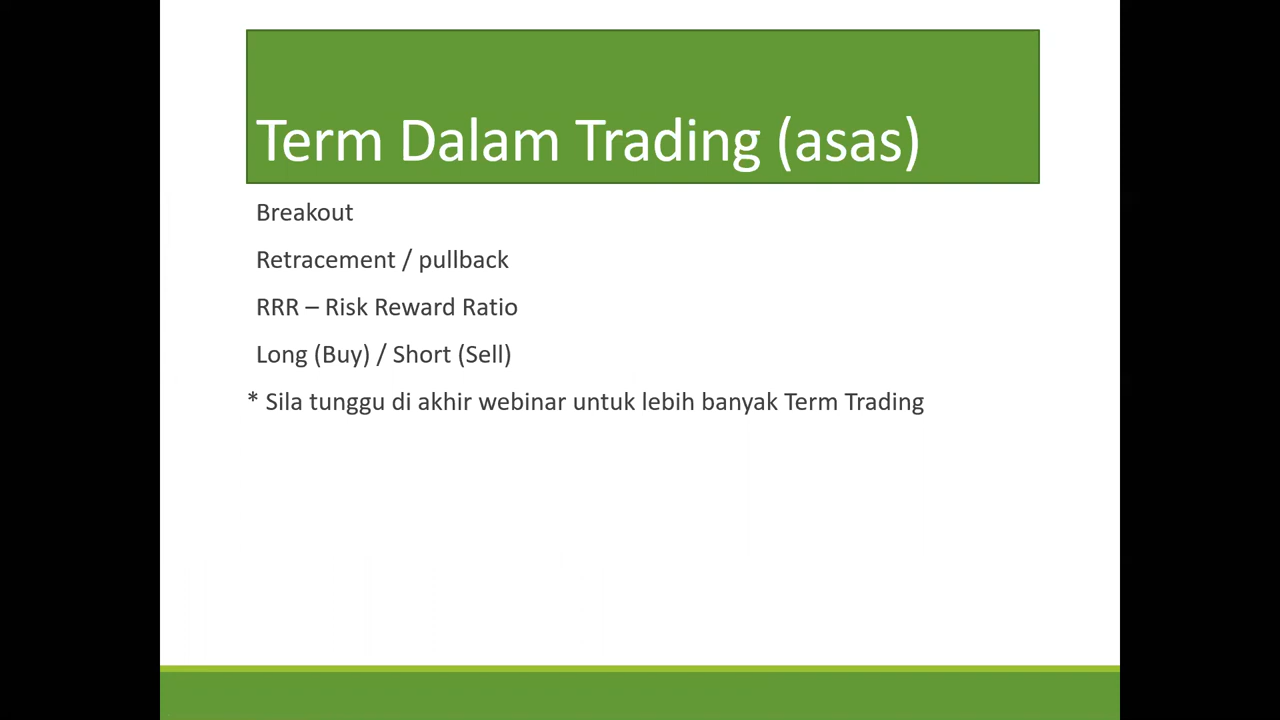 Term Dalam Trading (asas)
Breakout
Retracement / pullback
RRR – Risk Reward Ratio
Long (Buy) / Short (Sell)
* Sila tunggu di akhir webinar untuk lebih banyak Term Trading